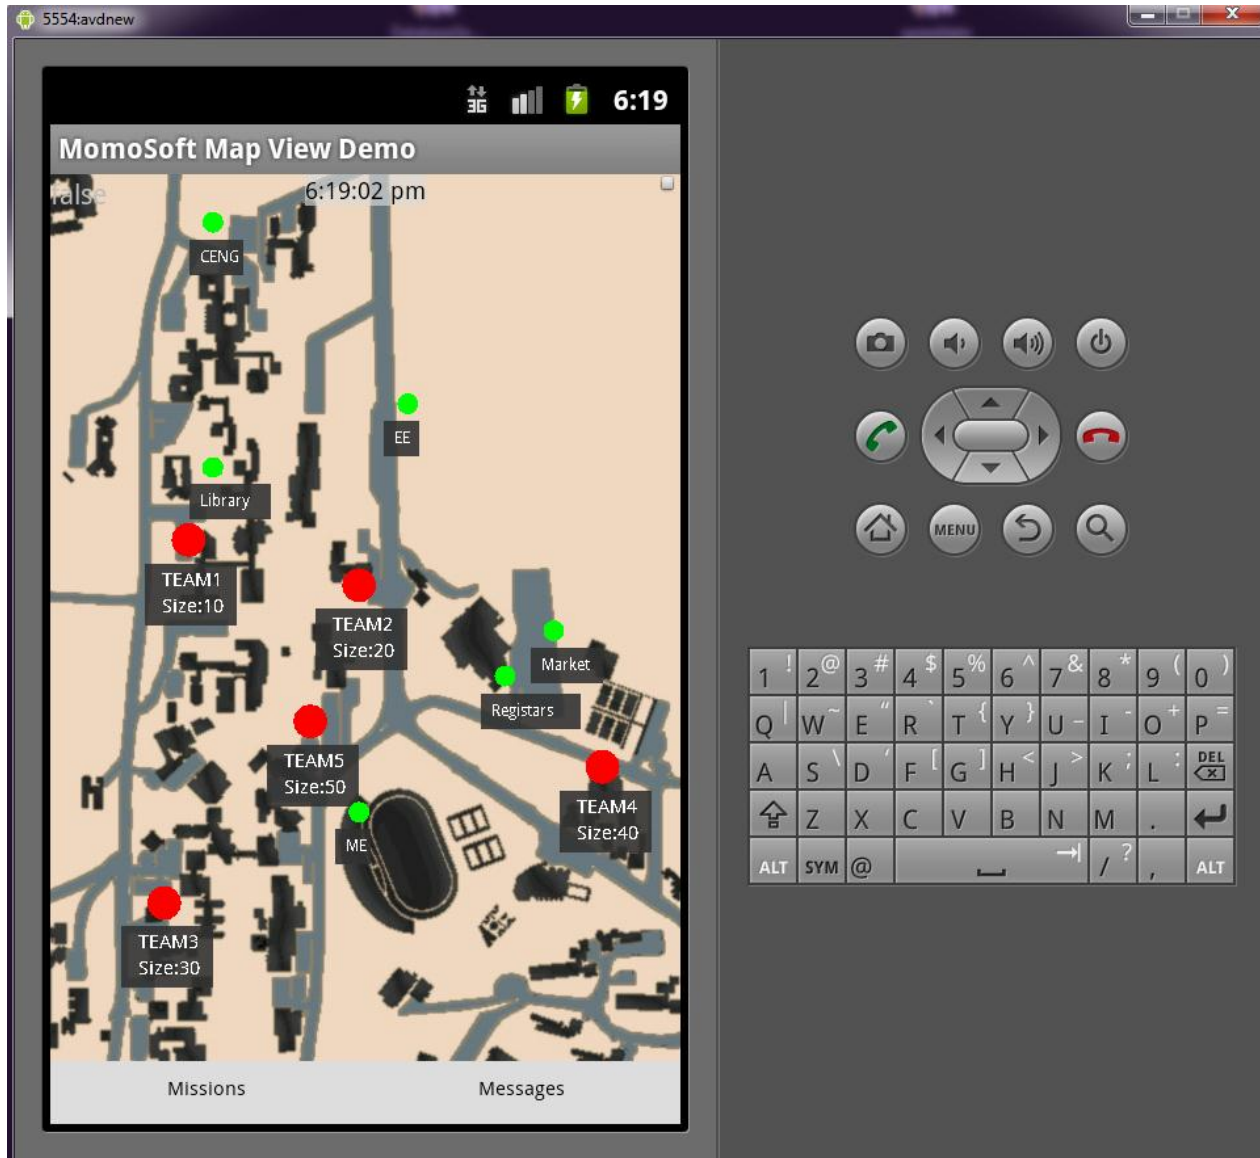 5554:avdnew
3G 6:19
MomoSoft Map View Demo
false 6:19:02 pm
CENG
EE
Library
TEAM1
Size:10
TEAM2
Size:20
Market
Registars
TEAM5
Size:50
TEAM4
Size:40
ME
TEAM3
Size:30
Missions Messages
MENU
1 ! 2 @ 3 # 4 $ 5 % 6 ^ 7 & 8 * 9 ( 0 )
Q | W ~ E " R ` T { Y } U _ I - O + P =
A S \ D ' F [ G ] H < J > K ; L : DEL
Z X C V B N M .
ALT SYM @ / ? , ALT